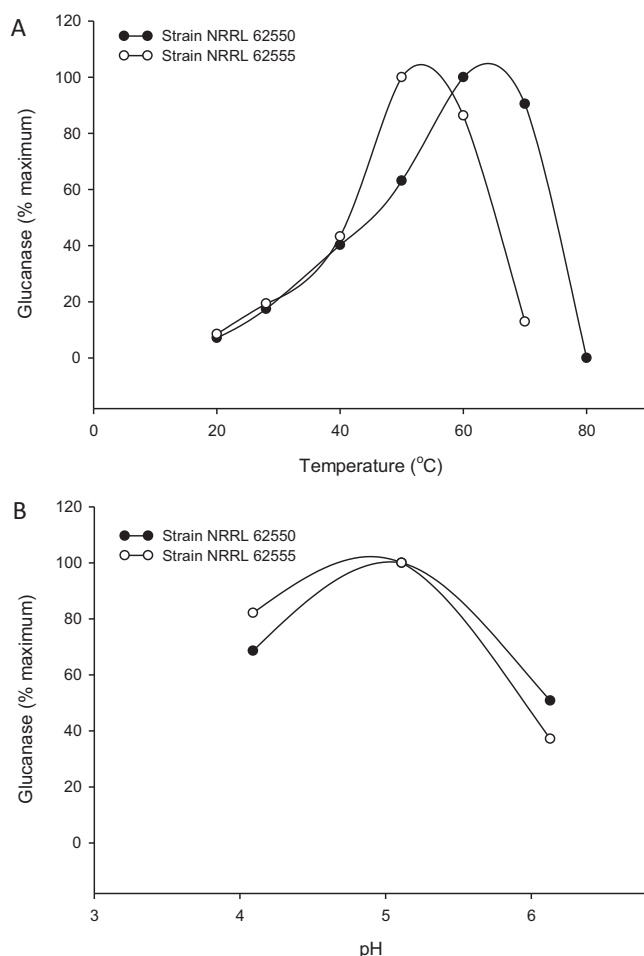 A
Strain NRRL 62550
Strain NRRL 62555
120
100
80
60
40
20
0
Glucanase (% maximum)
0 20 40 60 80
Temperature (°C)
B
Strain NRRL 62550
Strain NRRL 62555
120
100
80
60
40
20
0
Glucanase (% maximum)
3 4 5 6
pH